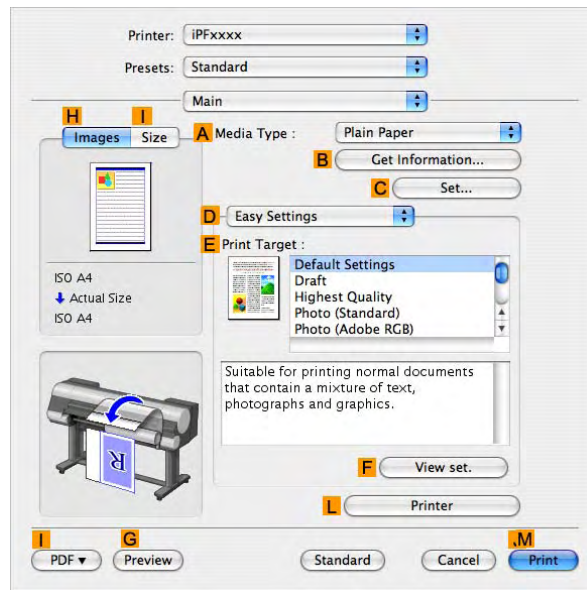 Printer: iPFxxxx
Presets: Standard
Main
H I
Images Size
A Media Type : Plain Paper
B Get Information...
C Set...
D Easy Settings
E Print Target :
Default Settings
Draft
Highest Quality
Photo (Standard)
Photo (Adobe RGB)
ISO A4
Actual Size
ISO A4
Suitable for printing normal documents
that contain a mixture of text,
photographs and graphics.
R
F View set.
L Printer
I G .M
PDF Preview Standard Cancel Print